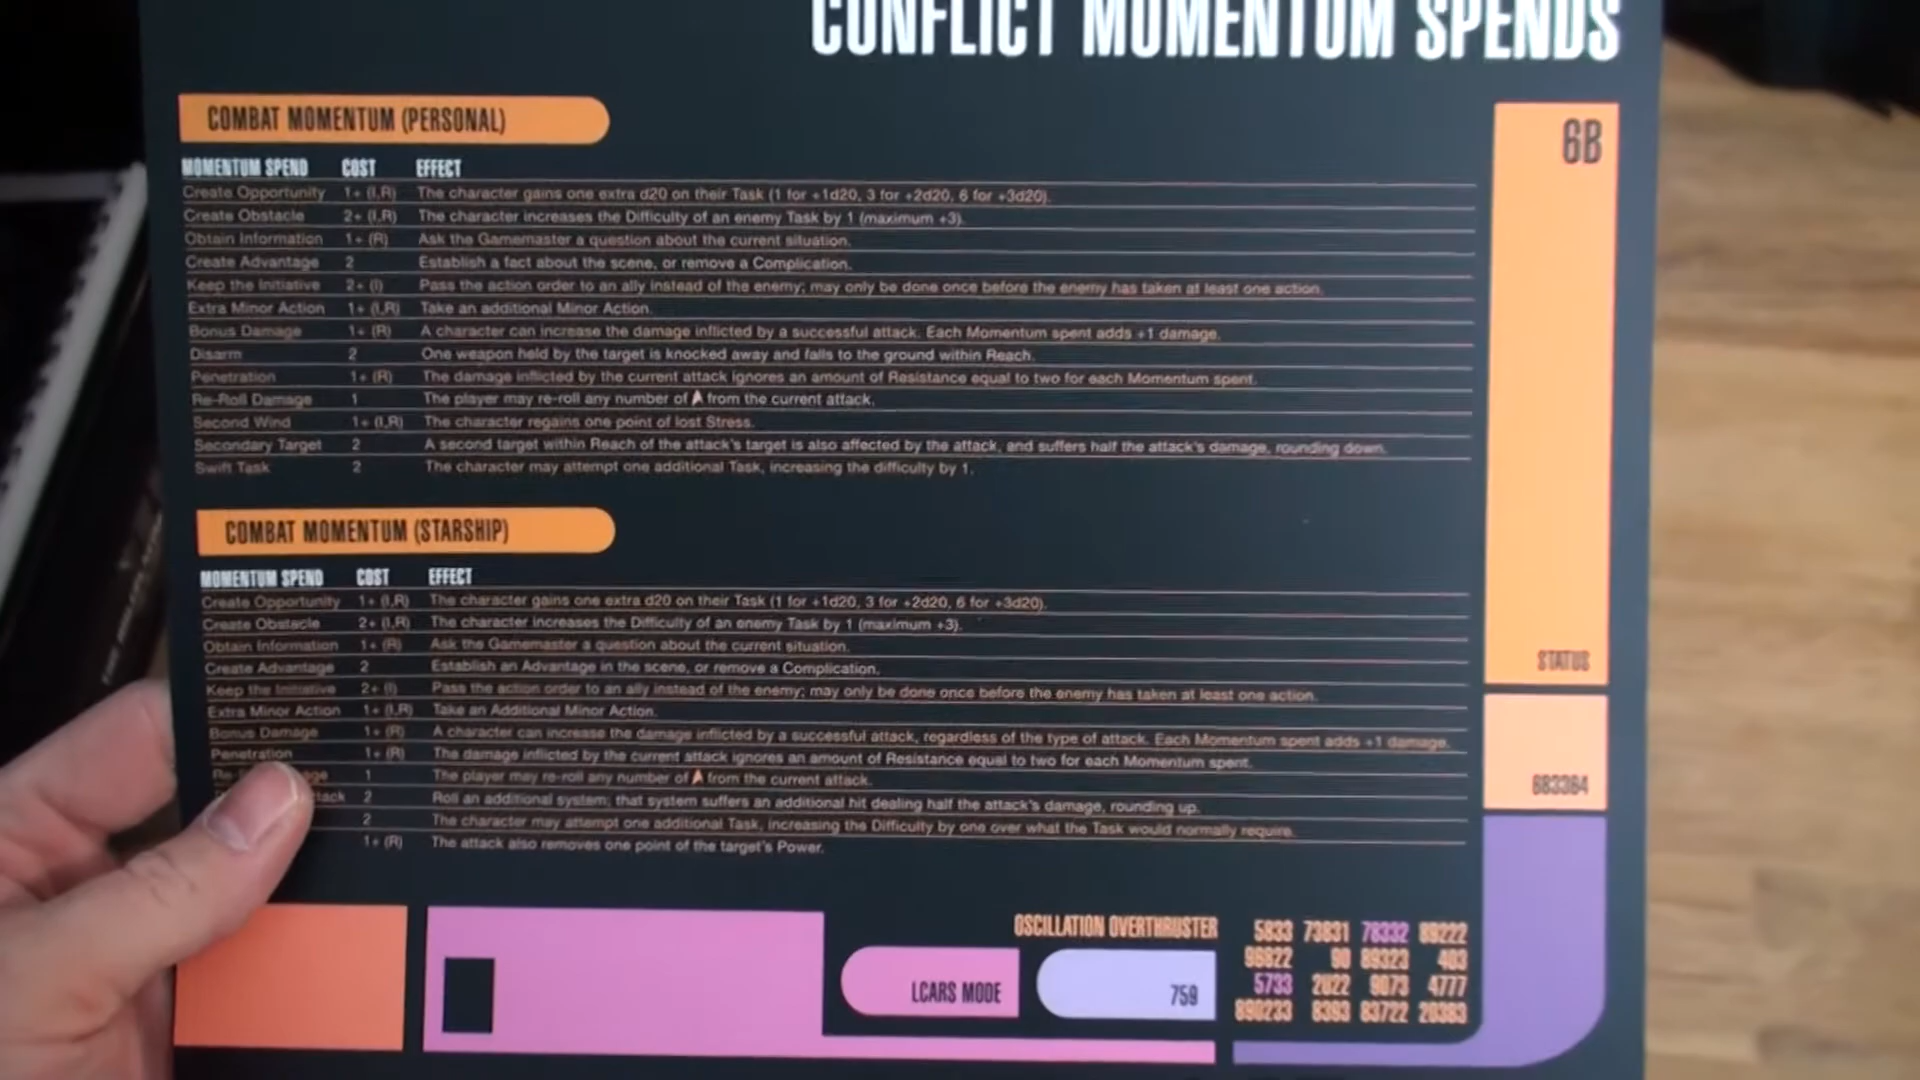 CONFLICT MOMENTUM SPENDS
COMBAT MOMENTUM (PERSONAL)
6B
MOMENTUM SPEND COST EFFECT
Create Opportunity 1+ (I,R) The character gains one extra d20 on their Task (1 for +1d20, 3 for +2d20, 6 for +3d20).
Create Obstacle 2+ (I,R) The character increases the Difficulty of an enemy Task by 1 (maximum +3).
Obtain Information 1+ (R) Ask the Gamemaster a question about the current situation.
Create Advantage 2 Establish a fact about the scene, or remove a Complication.
Keep the Initiative 2+ (I) Pass the action order to an ally instead of the enemy; may only be done once before the enemy has taken at least one action.
Extra Minor Action 1+ (I,R) Take an additional Minor Action.
Bonus Damage 1+ (R) A character can increase the damage inflicted by a successful attack. Each Momentum spent adds +1 damage.
Disarm 2 One weapon held by the target is knocked away and falls to the ground within Reach.
Penetration 1+ (R) The damage inflicted by the current attack ignores an amount of Resistance equal to two for each Momentum spent.
Re-Roll Damage 1 The player may re-roll any number of from the current attack.
Second Wind 1+ (I,R) The character regains one point of lost Stress.
Secondary Target 2 A second target within Reach of the attack's target is also affected by the attack, and suffers half the attack's damage, rounding down.
Swift Task 2 The character may attempt one additional Task, increasing the difficulty by 1.
COMBAT MOMENTUM (STARSHIP)
MOMENTUM SPEND COST EFFECT
Create Opportunity 1+ (I,R) The character gains one extra d20 on their Task (1 for +1d20, 3 for +2d20, 6 for +3d20).
Create Obstacle 2+ (I,R) The character increases the Difficulty of an enemy Task by 1 (maximum +3).
Obtain Information 1+ (R) Ask the Gamemaster a question about the current situation.
Create Advantage 2 Establish an Advantage in the scene, or remove a Complication.
STATUS
Keep the Initiative 2+ (I) Pass the action order to an ally instead of the enemy; may only be done once before the enemy has taken at least one action.
Extra Minor Action 1+ (I,R) Take an Additional Minor Action.
Bonus Damage 1+ (R) A character can increase the damage inflicted by a successful attack, regardless of the type of attack. Each Momentum spent adds +1 damage.
Penetration 1+ (R) The damage inflicted by the current attack ignores an amount of Resistance equal to two for each Momentum spent.
1 The player may re-roll any number of from the current attack.
683364
2 Roll an additional system; that system suffers an additional hit dealing half the attack's damage, rounding up.
2 The character may attempt one additional Task, increasing the Difficulty by one over what the Task would normally require.
1+ (R) The attack also removes one point of the target's Power.
OSCILLATION OVERTHRUSTER
LCARS MODE
759
5833 73831 78332 89222
96822 90 89323 403
5733 2822 9073 4777
890233 8393 83722 20383